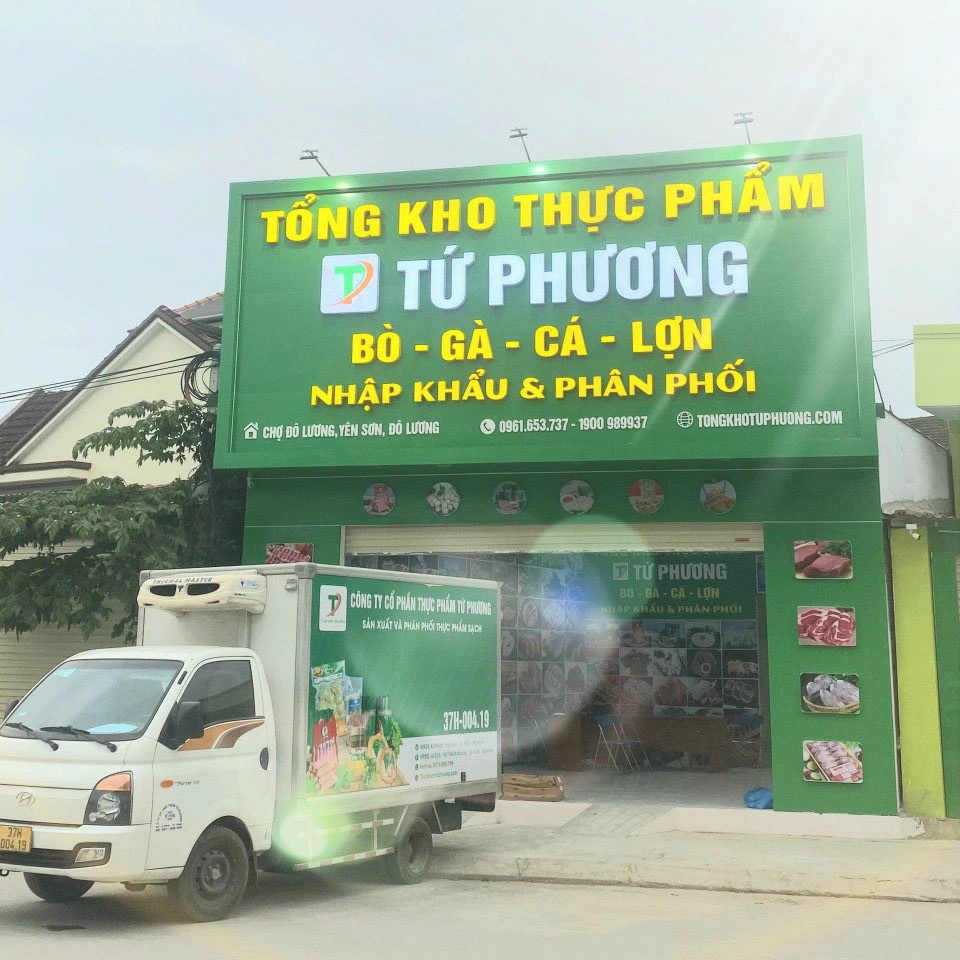 TỔNG KHO THỰC PHẨM
TỨ PHƯƠNG
BÒ - GÀ - CÁ - LỢN
NHẬP KHẨU & PHÂN PHỐI
CHỢ ĐÔ LƯƠNG, YÊN SƠN, ĐÔ LƯƠNG
0961.653.737 - 1900 989937
TONGKHOTUPHUONG.COM
TỨ PHƯƠNG
BÒ - GÀ - CÁ - LỢN
NHẬP KHẨU & PHÂN PHỐI
THERMAL MASTER
CÔNG TY CỔ PHẦN THỰC PHẨM TỨ PHƯƠNG
SẢN XUẤT VÀ PHÂN PHỐI THỰC PHẨM SẠCH
37H-004.19
37H
004.19